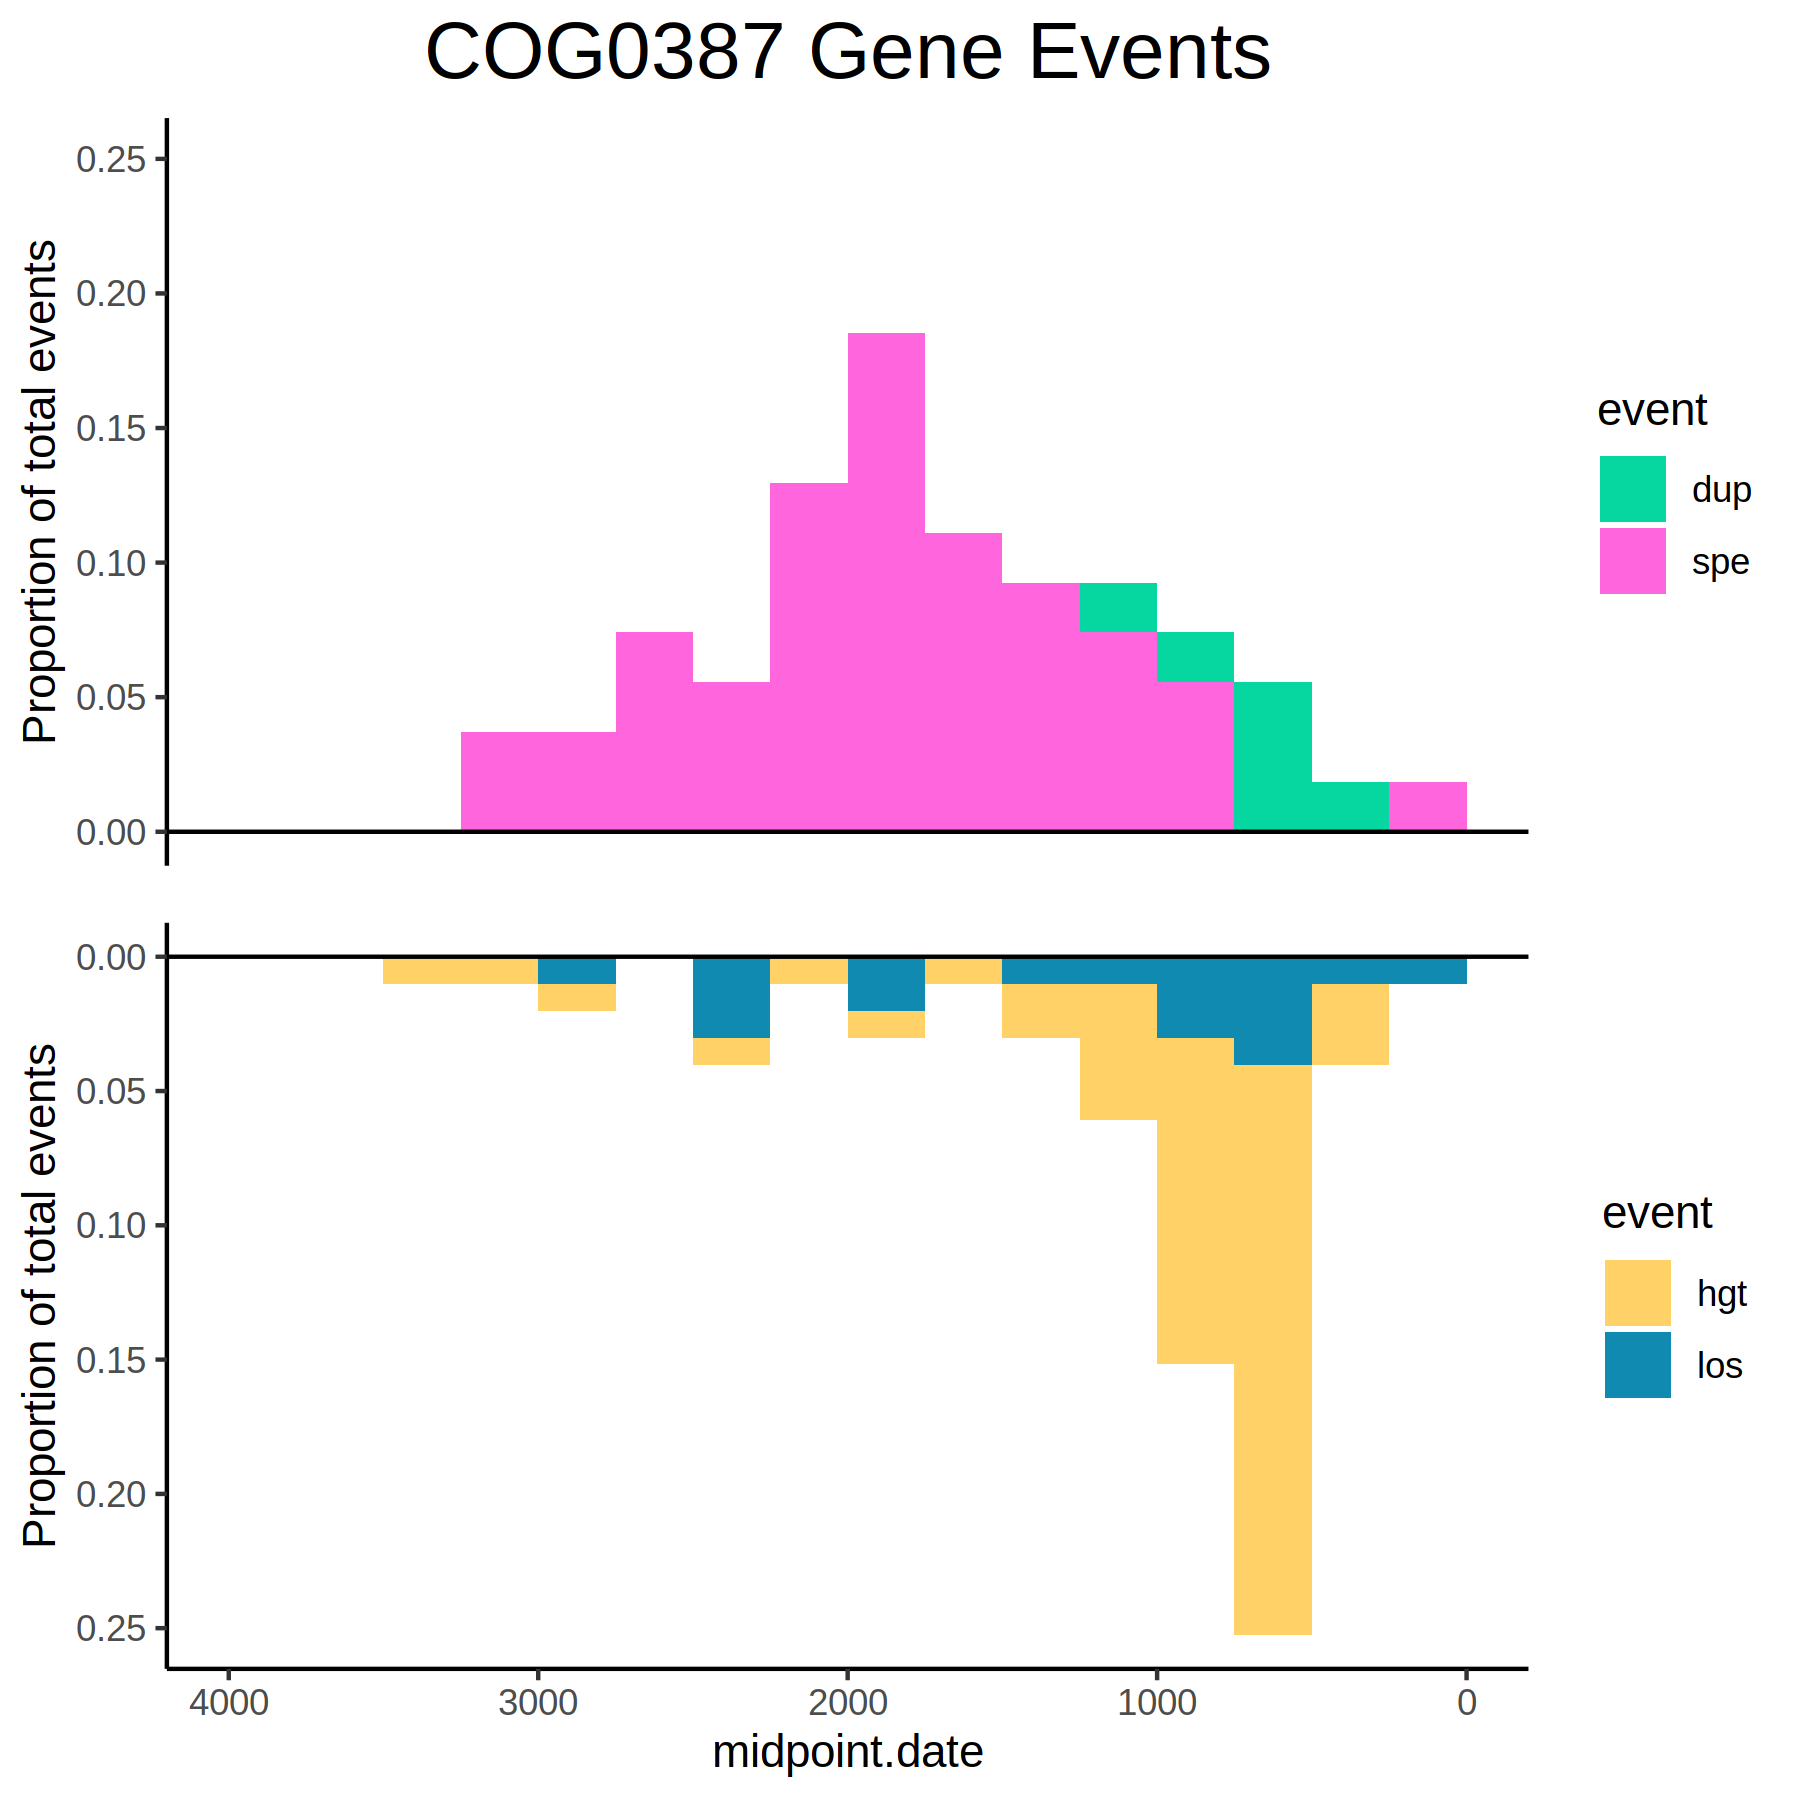 COG0387 Gene Events
Proportion of total events
0.25
0.20
0.15
0.10
0.05
0.00
event
dup
spe
Proportion of total events
0.00
0.05
0.10
0.15
0.20
0.25
event
hgt
los
4000 3000 2000 1000 0
midpoint.date